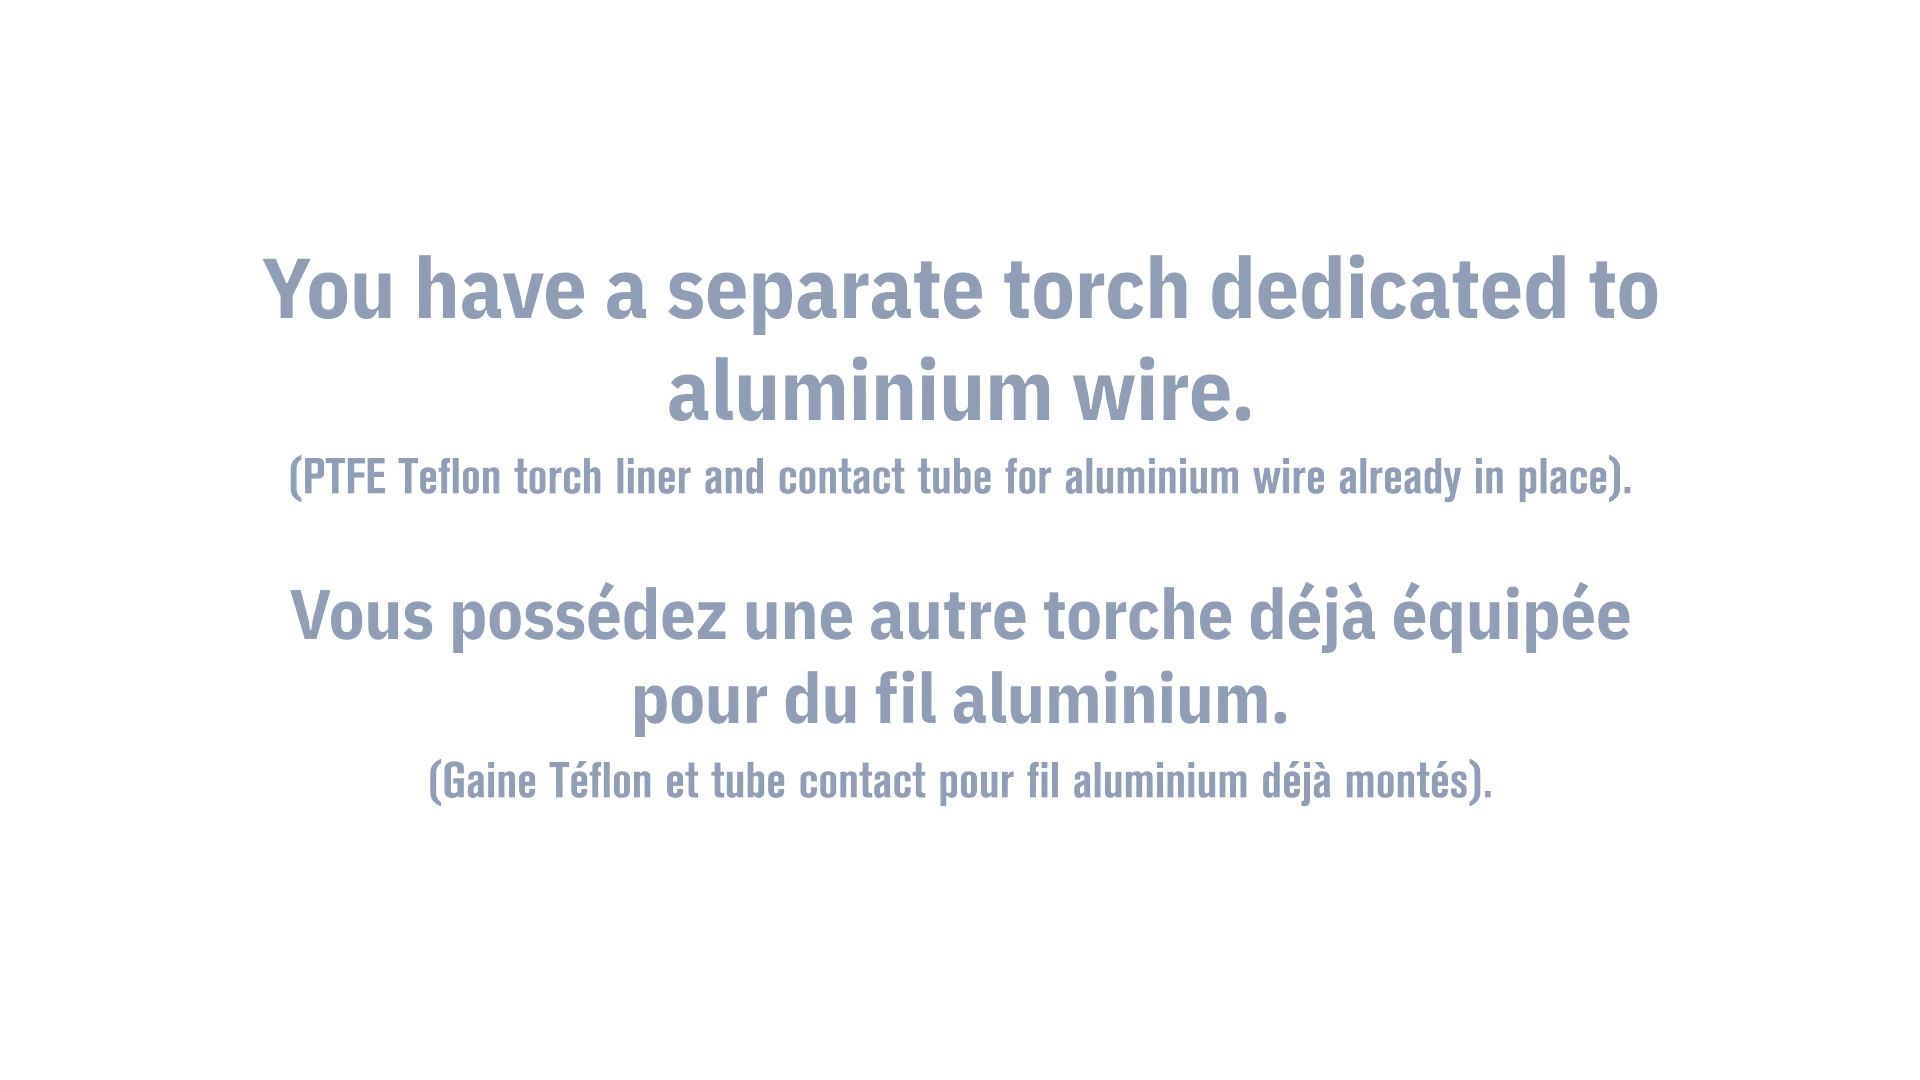 You have a separate torch dedicated to
aluminium wire.
(PTFE Teflon torch liner and contact tube for aluminium wire already in place).
Vous possédez une autre torche déjà équipée
pour du fil aluminium.
(Gaine Téflon et tube contact pour fil aluminium déjà montés).